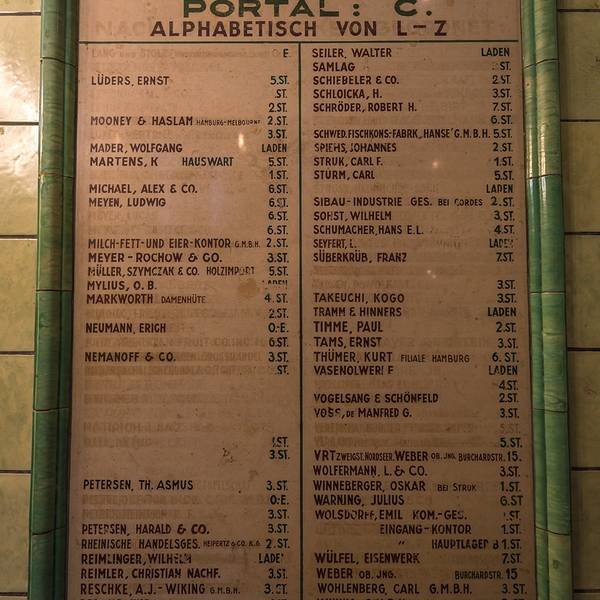 PORTAL: C.
ALPHABETISCH VON L-Z
O.E.
LÜDERS, ERNST 5.ST.
.ST.
2.ST.
MOONEY & HASLAM HAMBURG-MELBOURNE 2.ST.
3.ST.
MADER, WOLFGANG LADEN
MARTENS, K HAUSWART 5.ST.
1.ST.
MICHAEL, ALEX & CO. 6.ST.
MEYEN, LUDWIG 6.ST.
6.ST.
MILCH-FETT-UND EIER-KONTOR G.M.B.H. 2.ST.
MEYER-ROCHOW & CO. 3.ST.
MÜLLER, SZYMCZAK & CO. HOLZIMPORT 5.ST.
MYLIUS, O. B. LADEN
MARKWORTH DAMENHÜTE 4.ST.
2.ST.
NEUMANN, ERICH O.E.
6.ST.
NEMANOFF & CO. 3.ST.
.ST.
1.ST.
3.ST.
PETERSEN, TH. ASMUS 3.ST.
O.E.
3.ST.
PETERSEN, HARALD & CO. 3.ST.
RHEINISCHE HANDELSGES. HEIPERTZ & CO. K.G. 2.ST.
REIMLINGER, WILHELM LADEN
REIMLER, CHRISTIAN NACHF. 3.ST.
RESCHKE, A.J. - WIKING G.M.B.H. 3.ST.
SEILER, WALTER LADEN
SAMLAG .ST.
SCHIEBELER & CO. 2.ST
SCHLOICKA, H. 3.ST.
SCHRÖDER, ROBERT H. 7.ST.
6.ST.
SCHWED. FISCHKONS: FABRK, HANSE' G.M.B.H. 5.ST.
SPIEHS, JOHANNES 2.ST.
STRUK, CARL F. 1.ST.
STURM, CARL 5.ST.
LADEN
SIBAU-INDUSTRIE GES. BEI CORDES 2.ST.
SOHST, WILHELM 3.ST.
SCHUMACHER, HANS E.L. 4.ST.
SEYFERT, L. LADEN
SÜBERKRÜB, FRANZ 7.ST.
3.ST.
TAKEUCHI, KOGO 3.ST.
TRAMM & HINNERS LADEN
TIMME, PAUL 2.ST.
TAMS, ERNST 3.ST.
THÜMER, KURT FILIALE HAMBURG 6. ST.
VASENOLWERK F LADEN
4.ST.
VOGELSANG & SCHÖNFELD 2.ST.
VOSS, DE MANFRED G. 3.ST.
5.ST.
VRT ZWEIGST. NORDSEER. WEBER OB. JNG. BURCHARDSTR. 15.
WOLFERMANN, L. & CO. 3.ST.
WINNEBERGER, OSKAR BEI STRUK 1.ST.
WARNING, JULIUS 6.ST
WOLSDORFF, EMIL KOM.-GES. .ST.
EINGANG-KONTOR 1.ST.
" HAUPTLAGER B 1.ST.
WÜLFEL, EISENWERK 7.ST.
WEBER OB. JNG. BURCHARDSTR. 15
WOHLENBERG, CARL G.M.B.H. 3.ST.